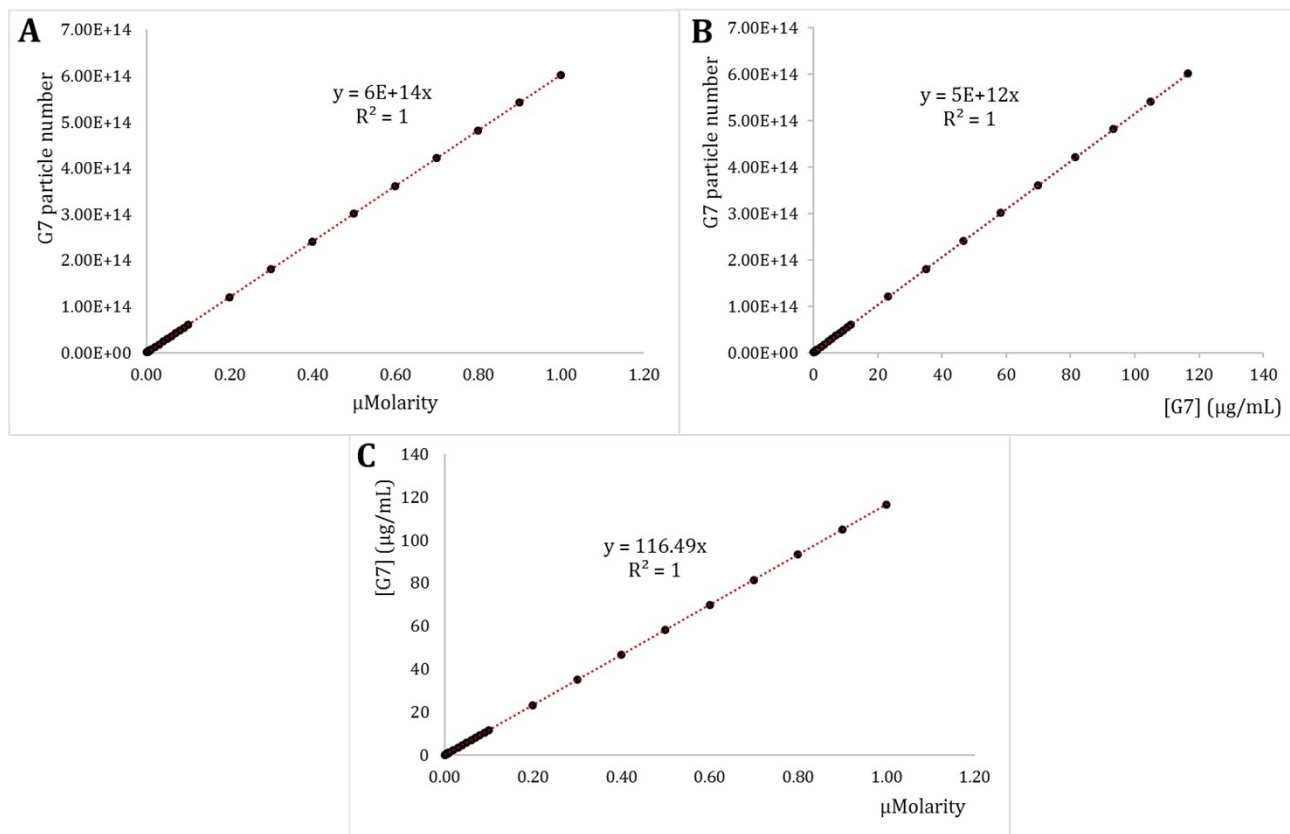 A
7.00E+14
6.00E+14
5.00E+14
4.00E+14
3.00E+14
2.00E+14
1.00E+14
0.00E+00
G7 particle number
y = 6E+14x
R² = 1
0.00 0.20 0.40 0.60 0.80 1.00 1.20
μMolarity
B
7.00E+14
6.00E+14
5.00E+14
4.00E+14
3.00E+14
2.00E+14
1.00E+14
0.00E+00
G7 particle number
y = 5E+12x
R² = 1
0 20 40 60 80 100 120 140
[G7] (μg/mL)
C
140
120
100
80
60
40
20
0
[G7] (μg/mL)
y = 116.49x
R² = 1
0.00 0.20 0.40 0.60 0.80 1.00 1.20
μMolarity